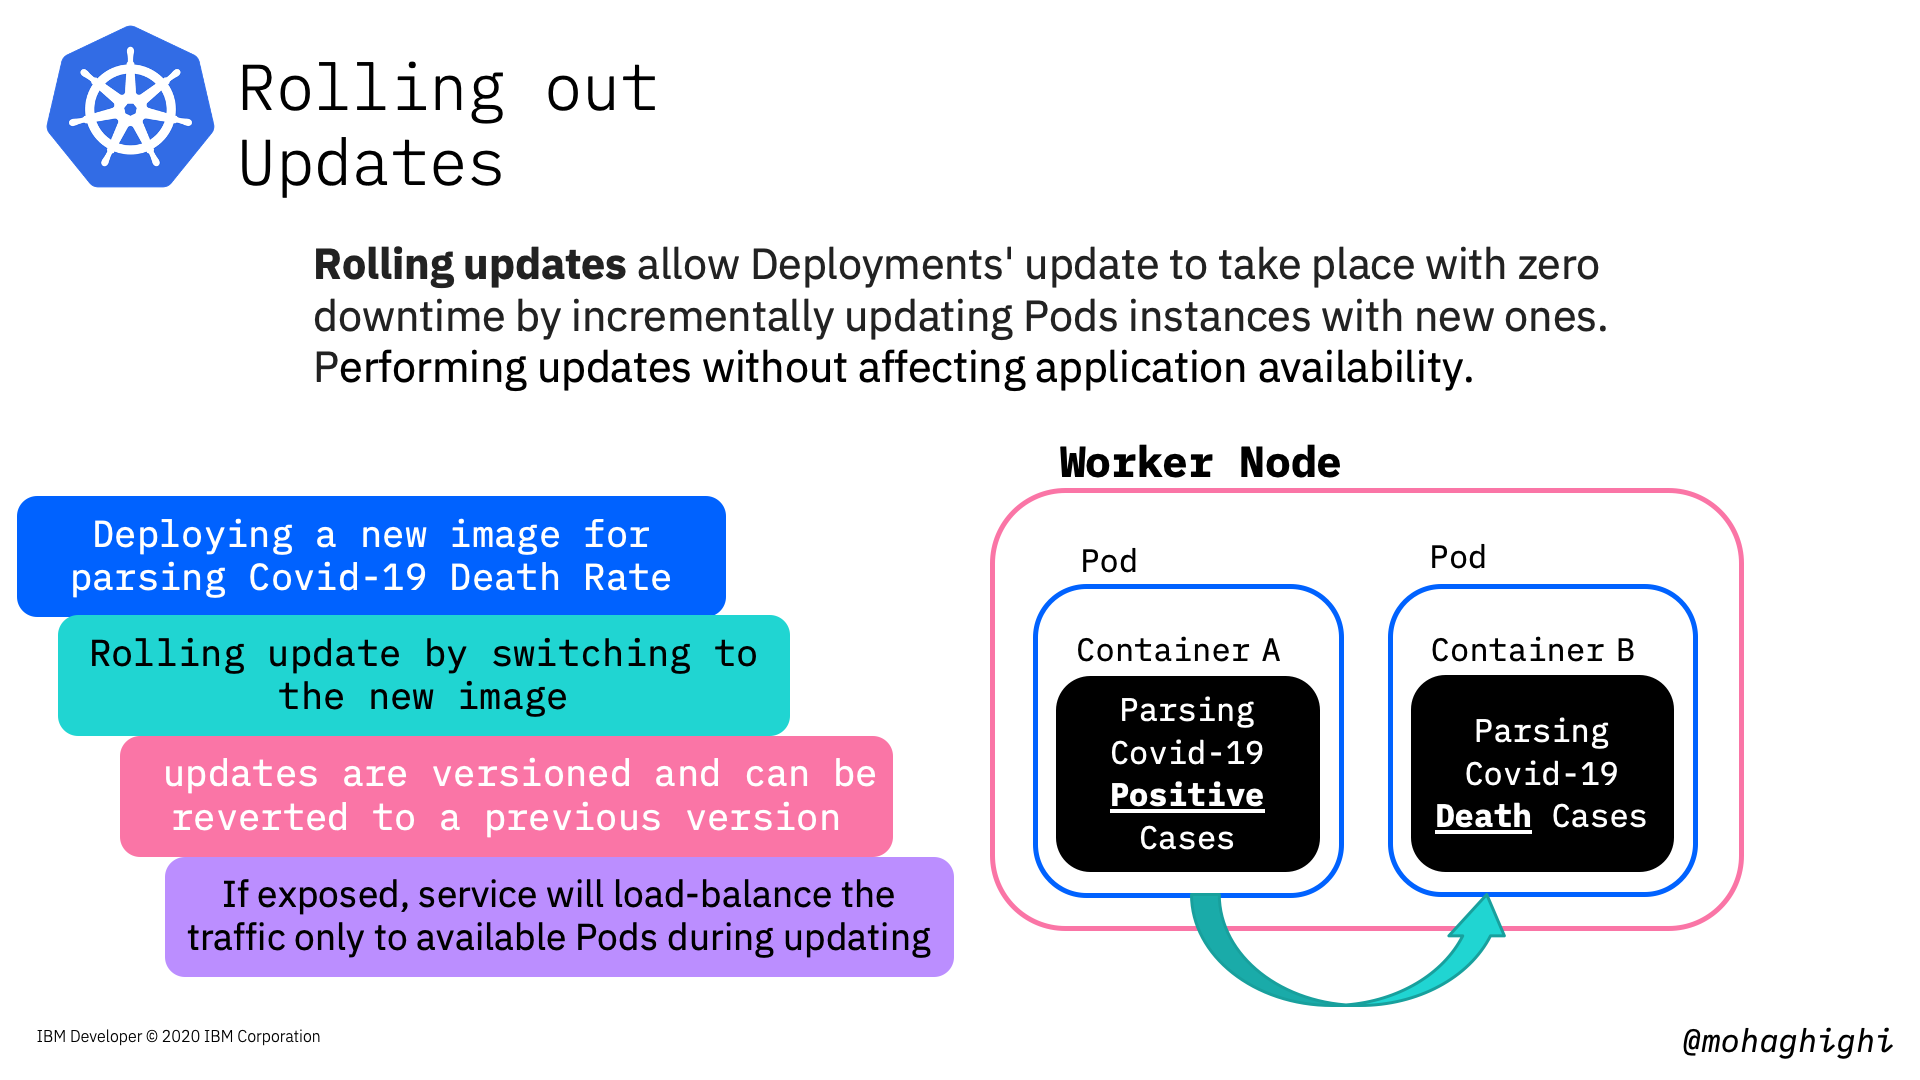 Rolling out
Updates
Rolling updates allow Deployments' update to take place with zero
downtime by incrementally updating Pods instances with new ones.
Performing updates without affecting application availability.
Deploying a new image for
parsing Covid-19 Death Rate
Rolling update by switching to
the new image
updates are versioned and can be
reverted to a previous version
If exposed, service will load-balance the
traffic only to available Pods during updating
Worker Node
Pod
Container A
Parsing
Covid-19
Positive
Cases
Pod
Container B
Parsing
Covid-19
Death Cases
IBM Developer © 2020 IBM Corporation
@mohaghighi